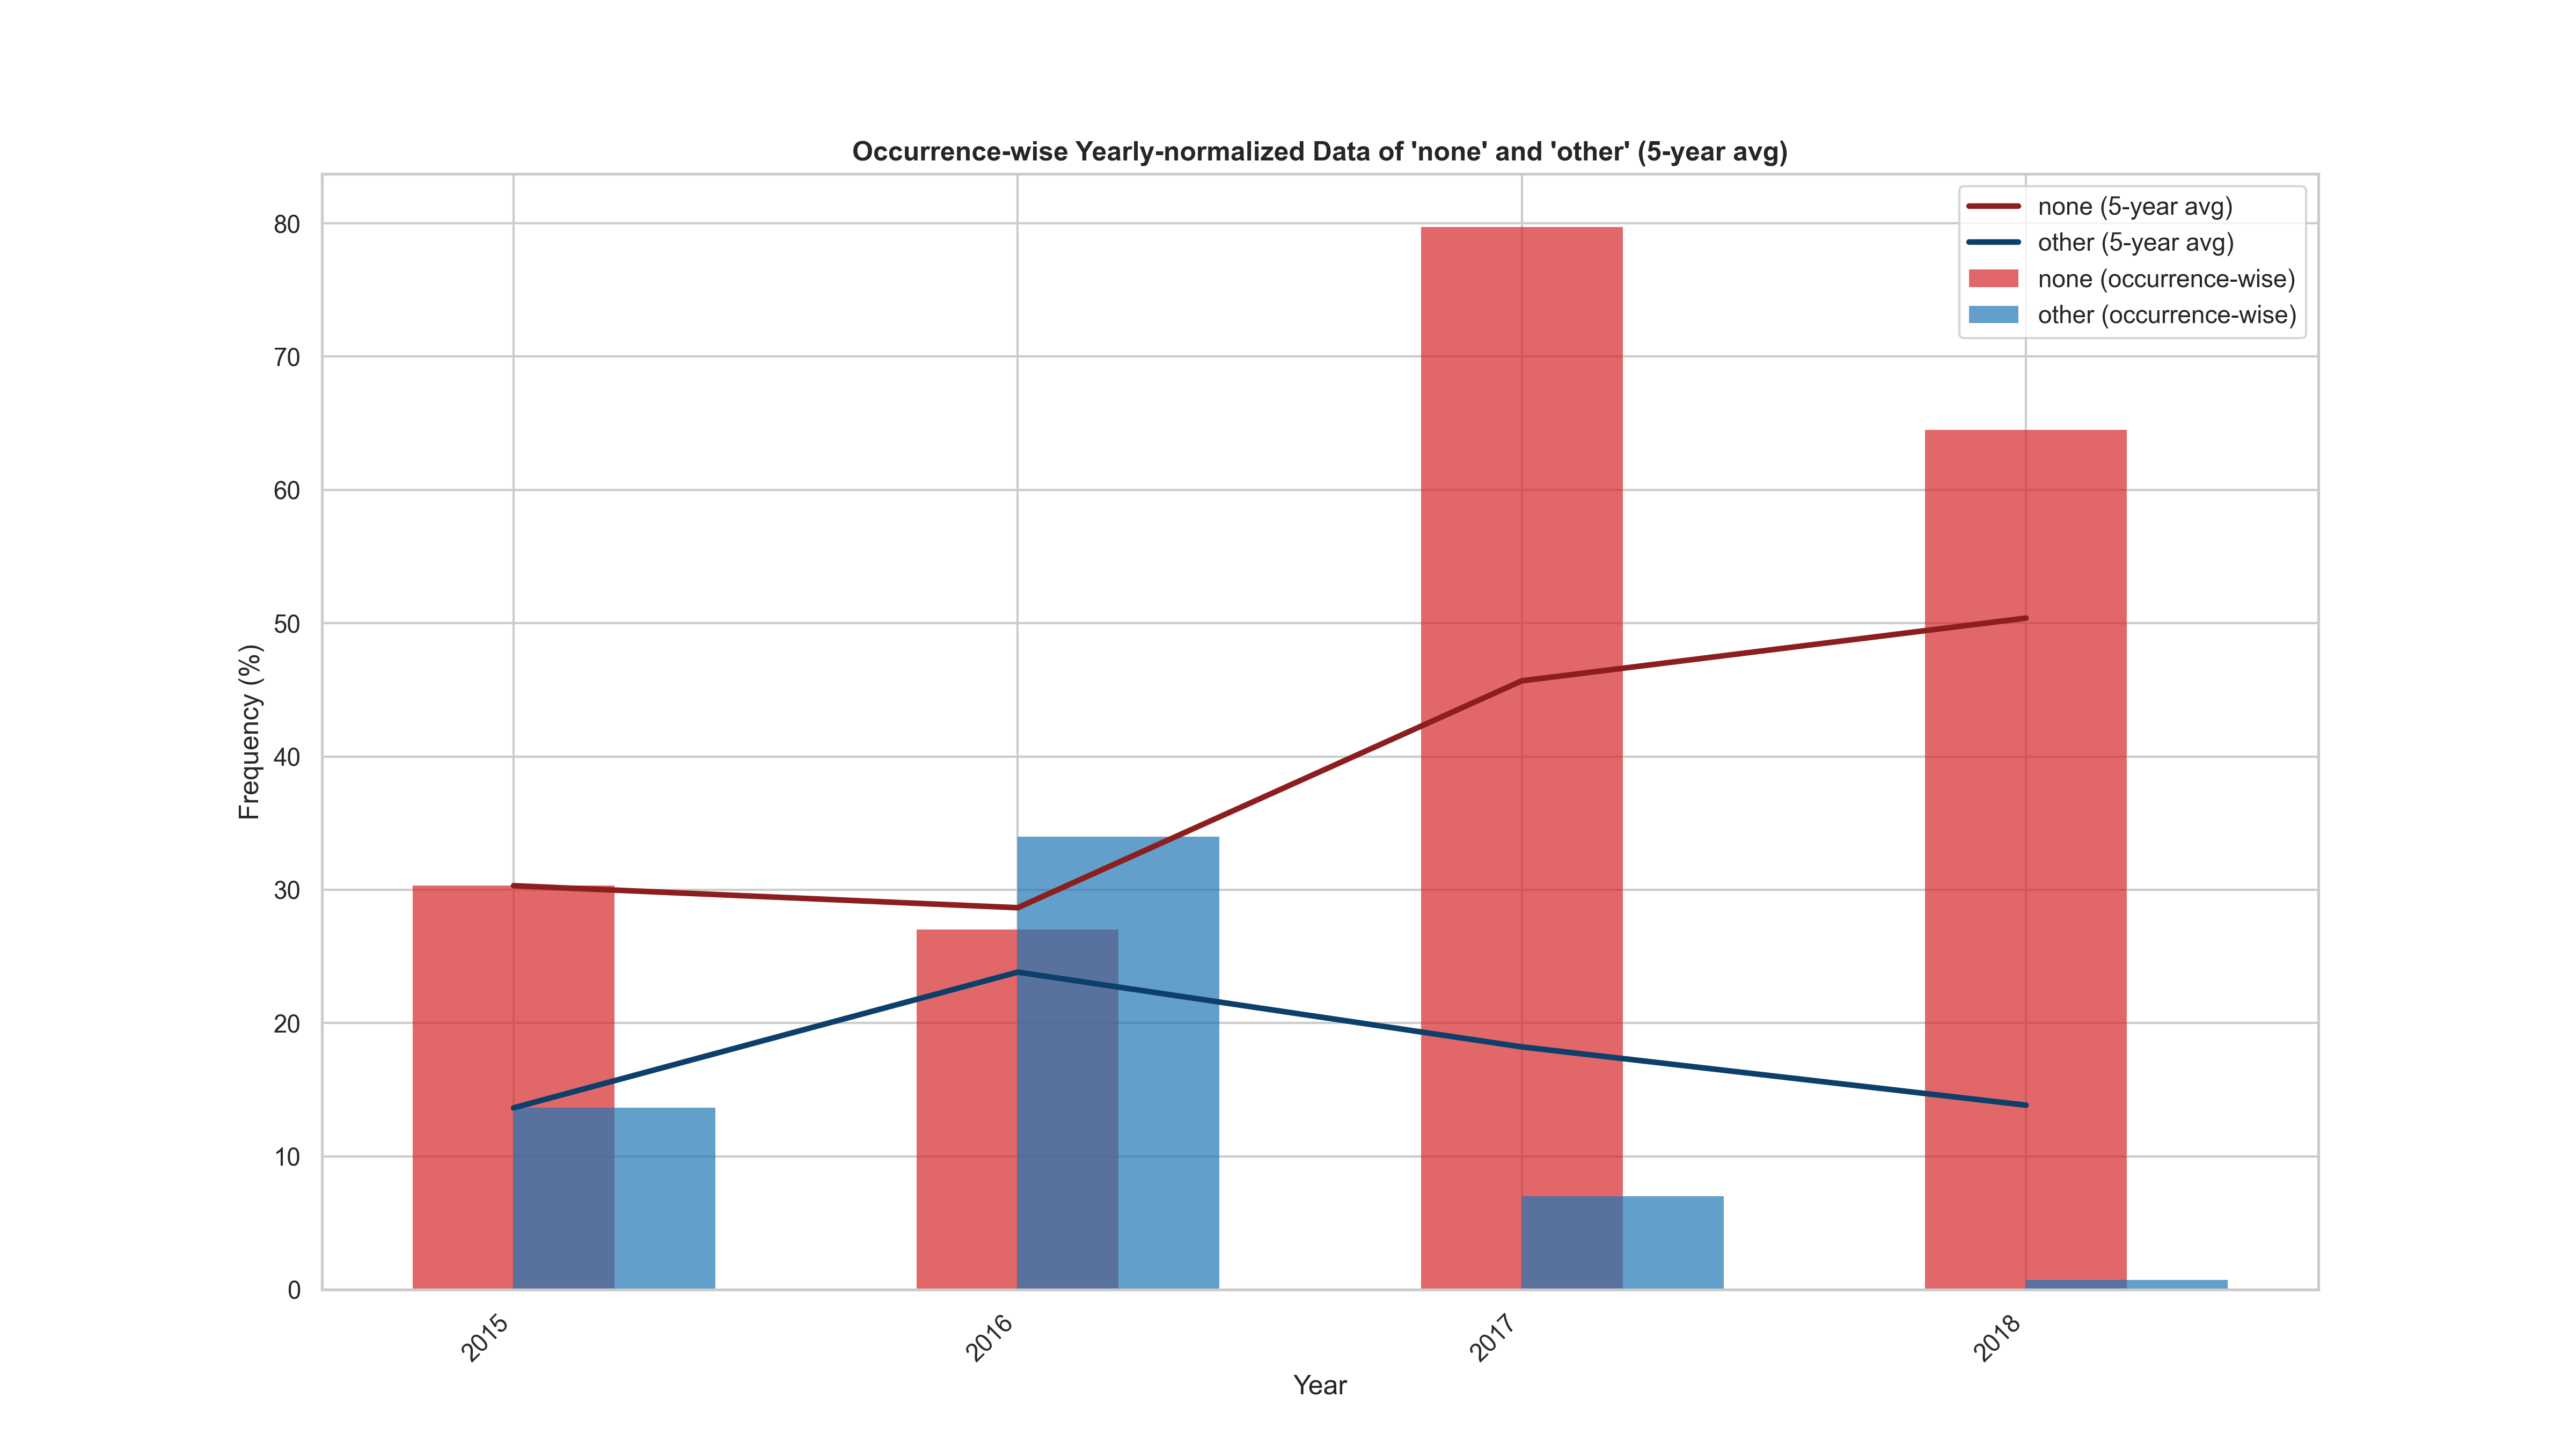 Occurrence-wise Yearly-normalized Data of 'none' and 'other' (5-year avg)
none (5-year avg)
other (5-year avg)
none (occurrence-wise)
other (occurrence-wise)
Frequency (%)
80
70
60
50
40
30
20
10
0
2015
2016
2017
2018
Year